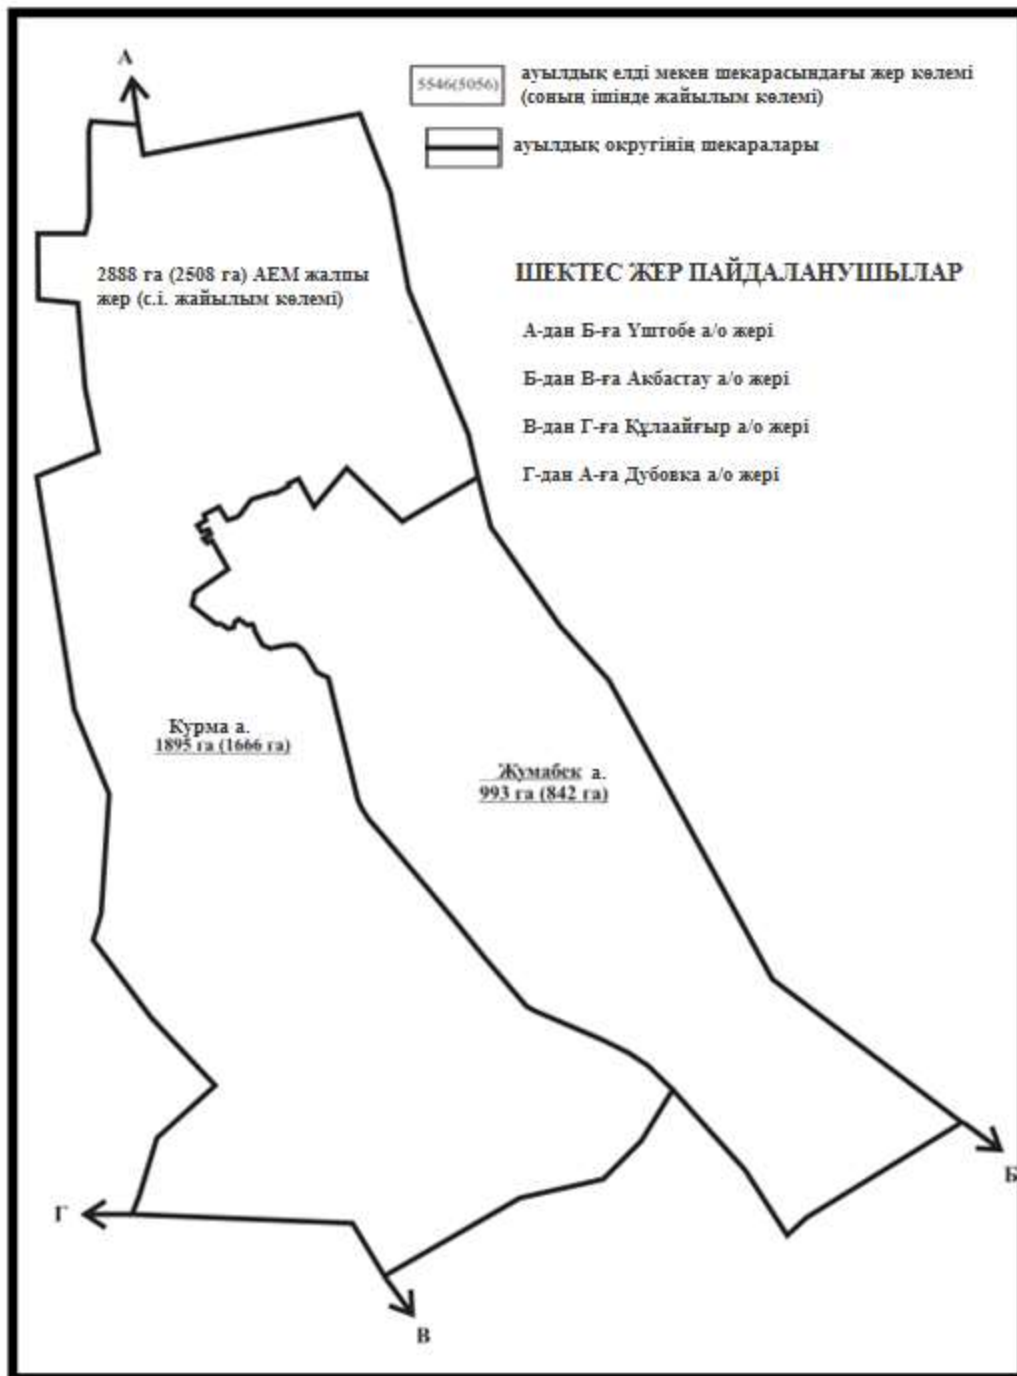 А
5546(5056)
ауылдық елді мекен шекарасындағы жер көлемі
(соның ішінде жайылым көлемі)
ауылдық округінің шекаралары
2888 га (2508 га) АЕМ жалпы
жер (с.і. жайылым көлемі)
ШЕКТЕС ЖЕР ПАЙДАЛАНУШЫЛАР
А-дан Б-ға Үштобе а/о жері
Б-дан В-ға Акбастау а/о жері
В-дан Г-ға Құлаайғыр а/о жері
Г-дан А-ға Дубовка а/о жері
Курма а.
1895 га (1666 га)
Жумабек а.
993 га (842 га)
Б
Г
В